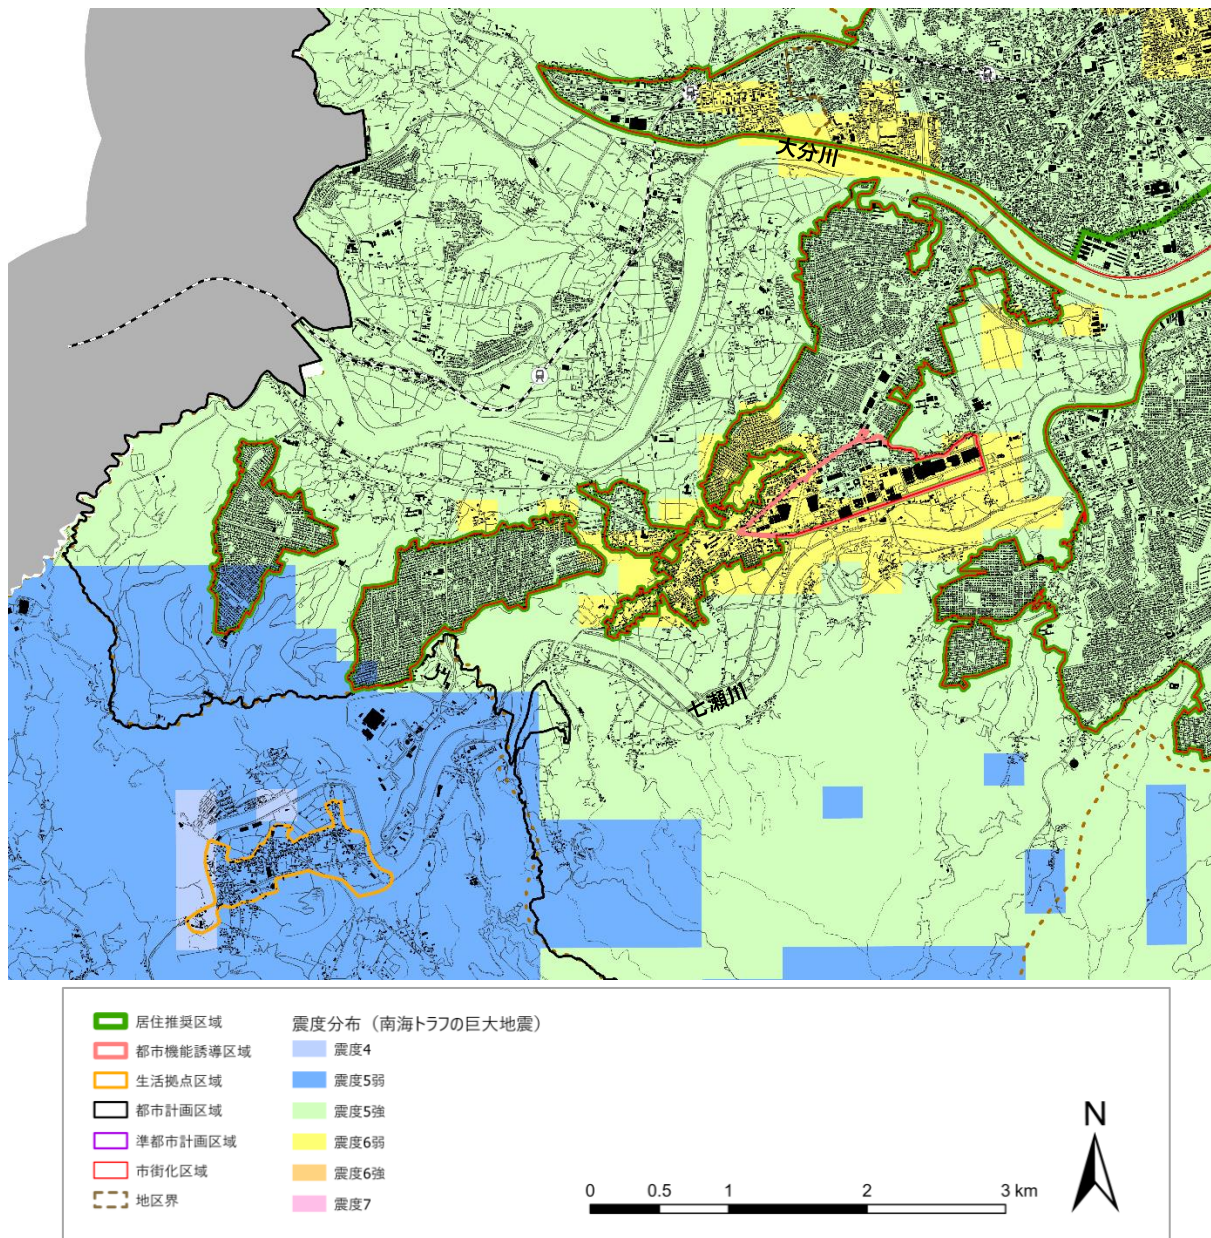 大分川
七瀬川
居住推奨区域
都市機能誘導区域
生活拠点区域
都市計画区域
準都市計画区域
市街化区域
地区界
震度分布（南海トラフの巨大地震）
震度4
震度5弱
震度5強
震度6弱
震度6強
震度7
0 0.5 1 2 3 km
N